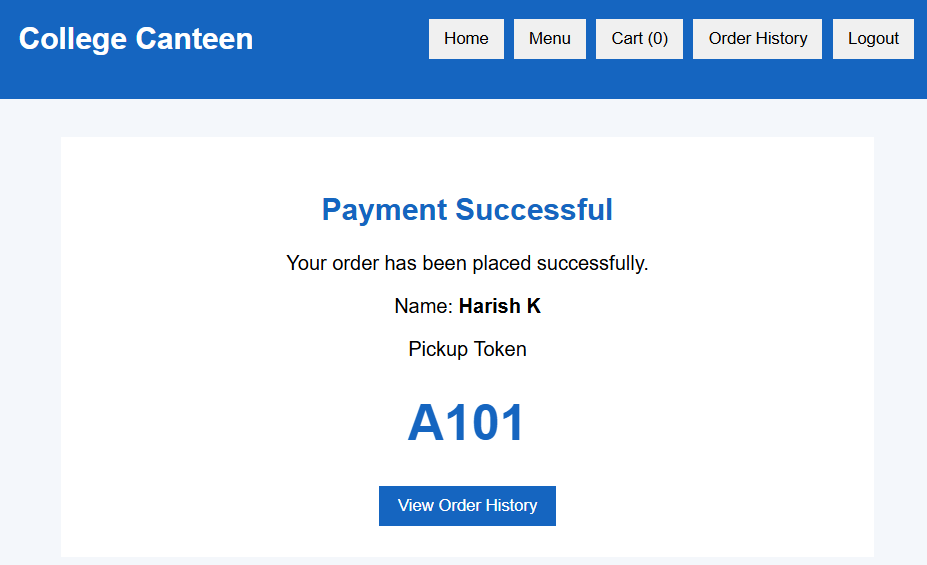 College Canteen
Home Menu Cart (0) Order History Logout
Payment Successful
Your order has been placed successfully.
Name: Harish K
Pickup Token
A101
View Order History